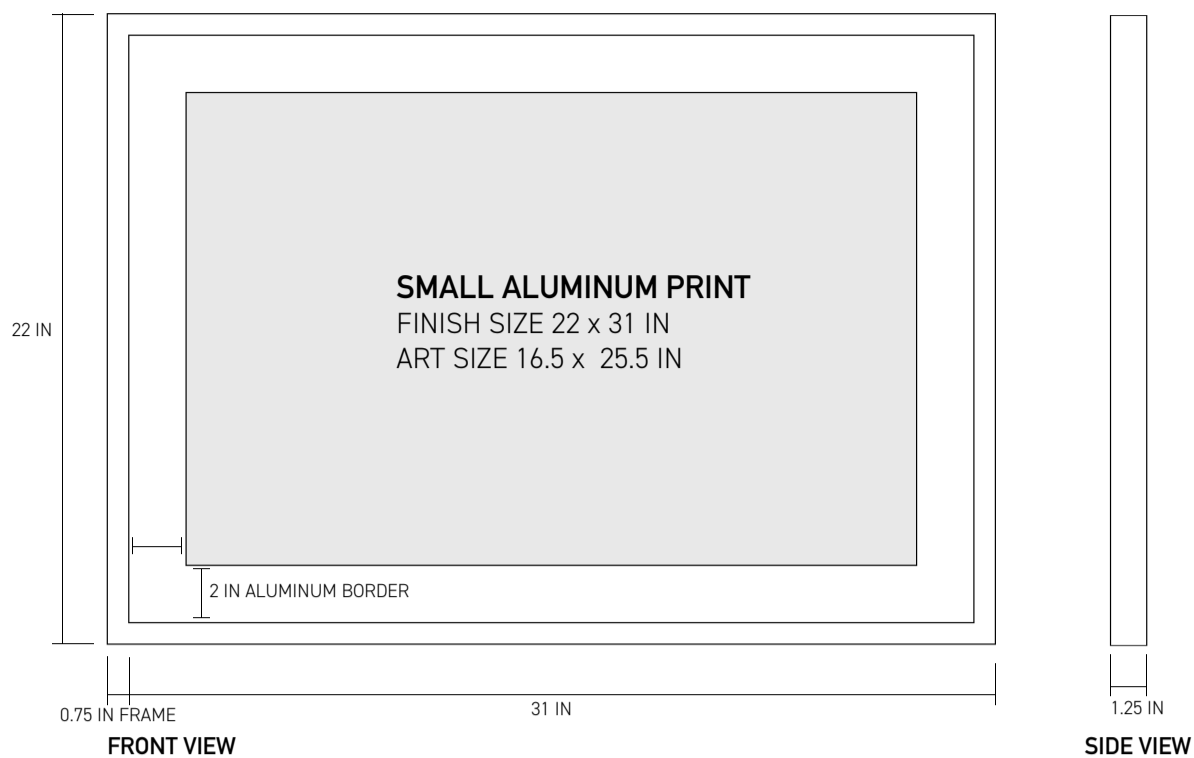 SMALL ALUMINUM PRINT
FINISH SIZE 22 x 31 IN
22 IN
ART SIZE 16.5 x  25.5 IN
2 IN ALUMINUM BORDER
0.75 IN FRAME
31 IN
1.25 IN
FRONT VIEW
SIDE VIEW